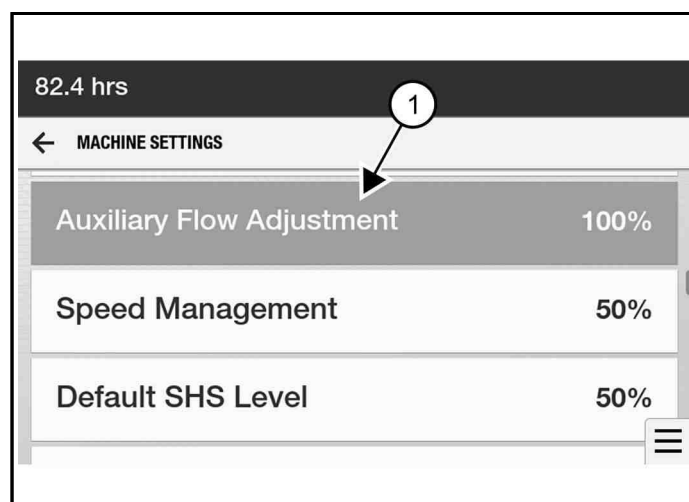 82.4 hrs
1
MACHINE SETTINGS
Auxiliary Flow Adjustment 100%
Speed Management 50%
Default SHS Level 50%